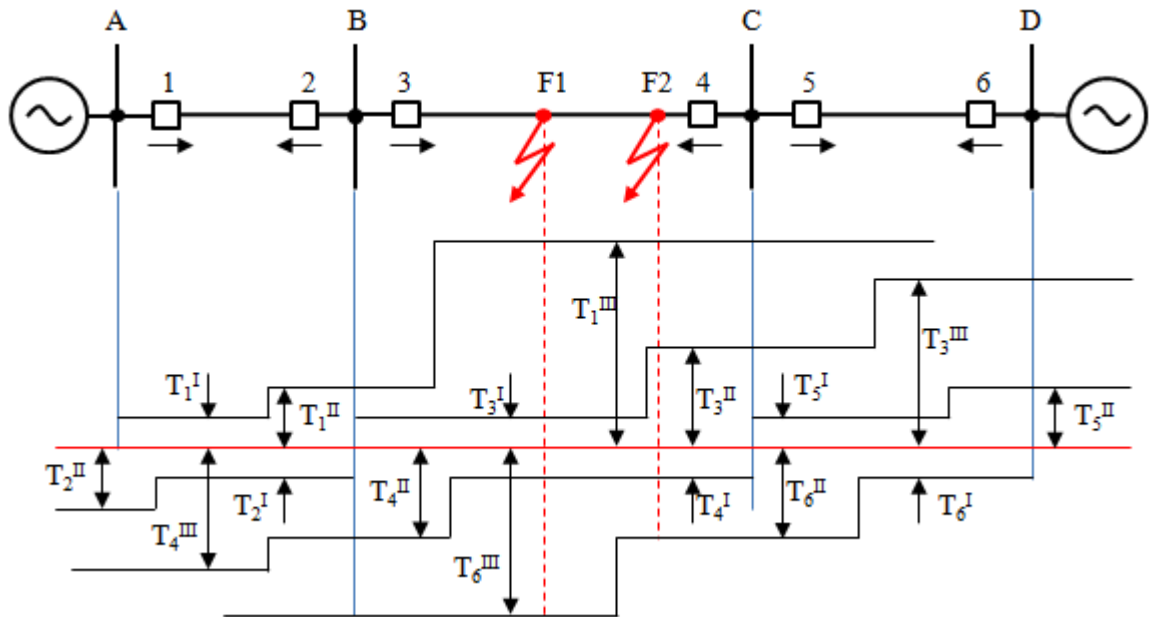 A B C D
1 2 3 F1 F2 4 5 6
T₁ᴵᴵᴵ
T₃ᴵᴵᴵ
T₁ᴵ T₁ᴵᴵ T₃ᴵ T₃ᴵᴵ T₅ᴵ T₅ᴵᴵ
T₂ᴵᴵ T₂ᴵ T₄ᴵᴵ T₄ᴵ T₆ᴵᴵ T₆ᴵ
T₄ᴵᴵᴵ
T₆ᴵᴵᴵ